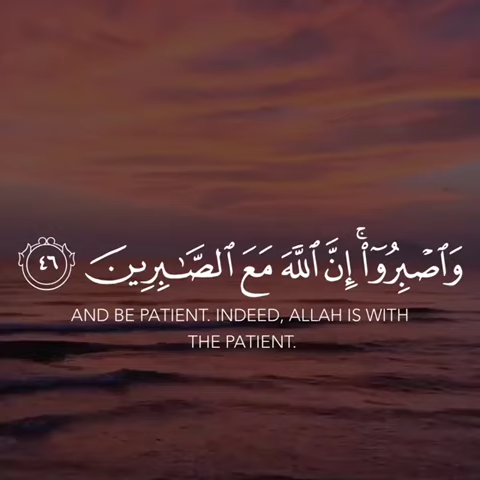 وَٱصۡبِرُوٓاْۚ إِنَّ ٱللَّهَ مَعَ ٱلصَّٰبِرِينَ ٤٦
AND BE PATIENT. INDEED, ALLAH IS WITH
THE PATIENT.